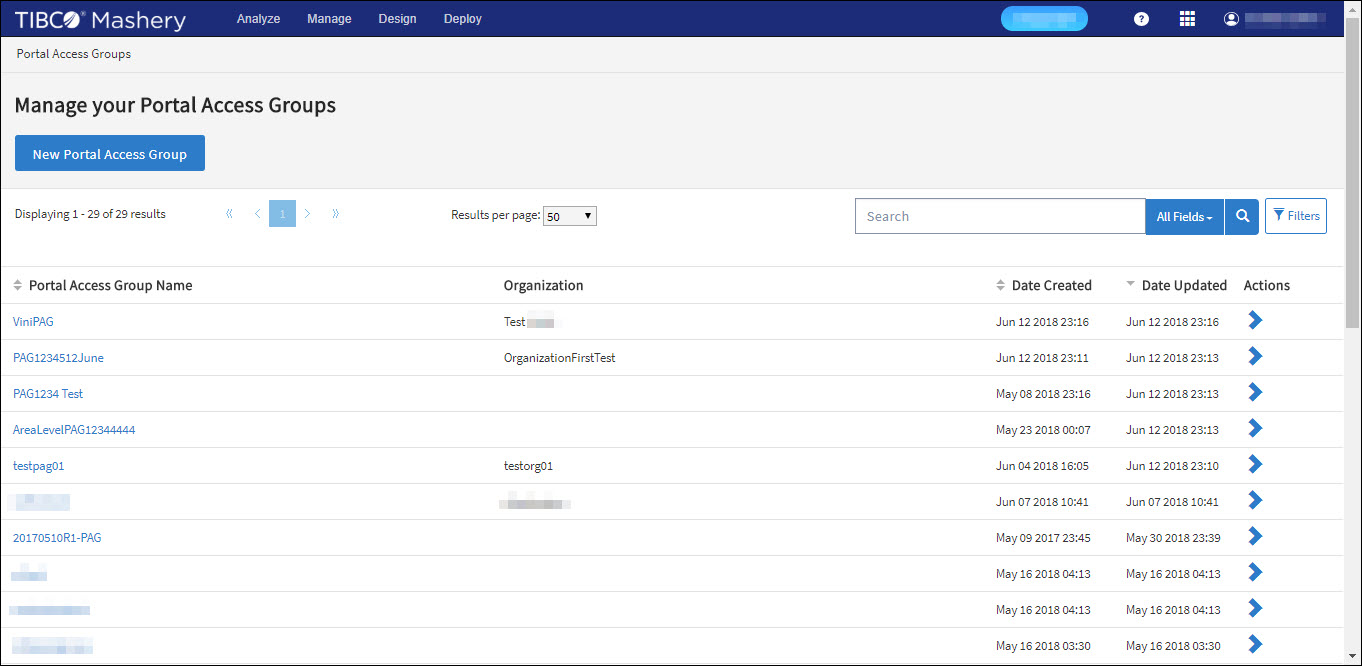 TIBCO® Mashery Analyze Manage Design Deploy ?
Portal Access Groups
Manage your Portal Access Groups
New Portal Access Group
Displaying 1 - 29 of 29 results « < 1 > » Results per page: 50 Search All Fields Filters
Portal Access Group Name Organization Date Created Date Updated Actions
ViniPAG Test Jun 12 2018 23:16 Jun 12 2018 23:16
PAG1234512June OrganizationFirstTest Jun 12 2018 23:11 Jun 12 2018 23:13
PAG1234 Test May 08 2018 23:16 Jun 12 2018 23:13
AreaLevelPAG12344444 May 23 2018 00:07 Jun 12 2018 23:13
testpag01 testorg01 Jun 04 2018 16:05 Jun 12 2018 23:10
Jun 07 2018 10:41 Jun 07 2018 10:41
20170510R1-PAG May 09 2017 23:45 May 30 2018 23:39
May 16 2018 04:13 May 16 2018 04:13
May 16 2018 04:13 May 16 2018 04:13
May 16 2018 03:30 May 16 2018 03:30